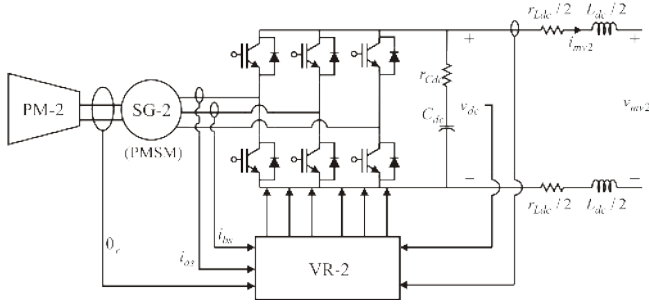 r_Ldc/2
L_dc/2
+
+
i_mv2
r_Cdc
PM-2
SG-2
v_dc
v_mv2
C_dc
(PMSM)
−
−
r_Ldc/2
L_dc/2
i_bs
θ_r
i_as
VR-2